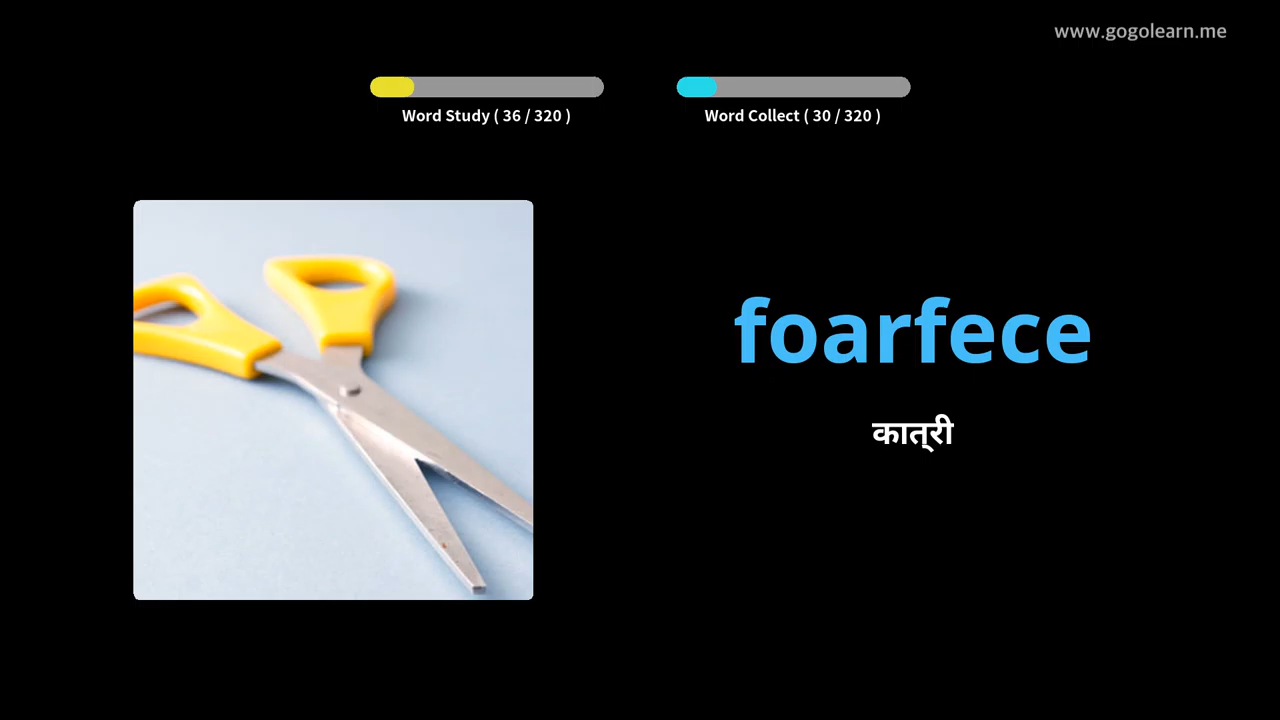 www.gogolearn.me
Word Study ( 36 / 320 )
Word Collect ( 30 / 320 )
foarfece
कात्री